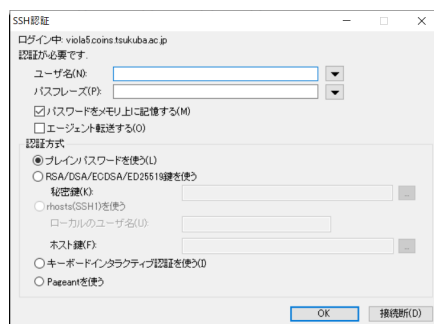 SSH認証
ログイン中: viola5.coins.tsukuba.ac.jp
認証が必要です.
ユーザ名(N):
パスフレーズ(P):
パスワードをメモリ上に記憶する(M)
エージェント転送する(O)
認証方式
プレインパスワードを使う(L)
RSA/DSA/ECDSA/ED25519鍵を使う
秘密鍵(K):
...
rhosts(SSH1)を使う
ローカルのユーザ名(U):
ホスト鍵(F):
...
キーボードインタラクティブ認証を使う(I)
Pageantを使う
OK 接続断(D)